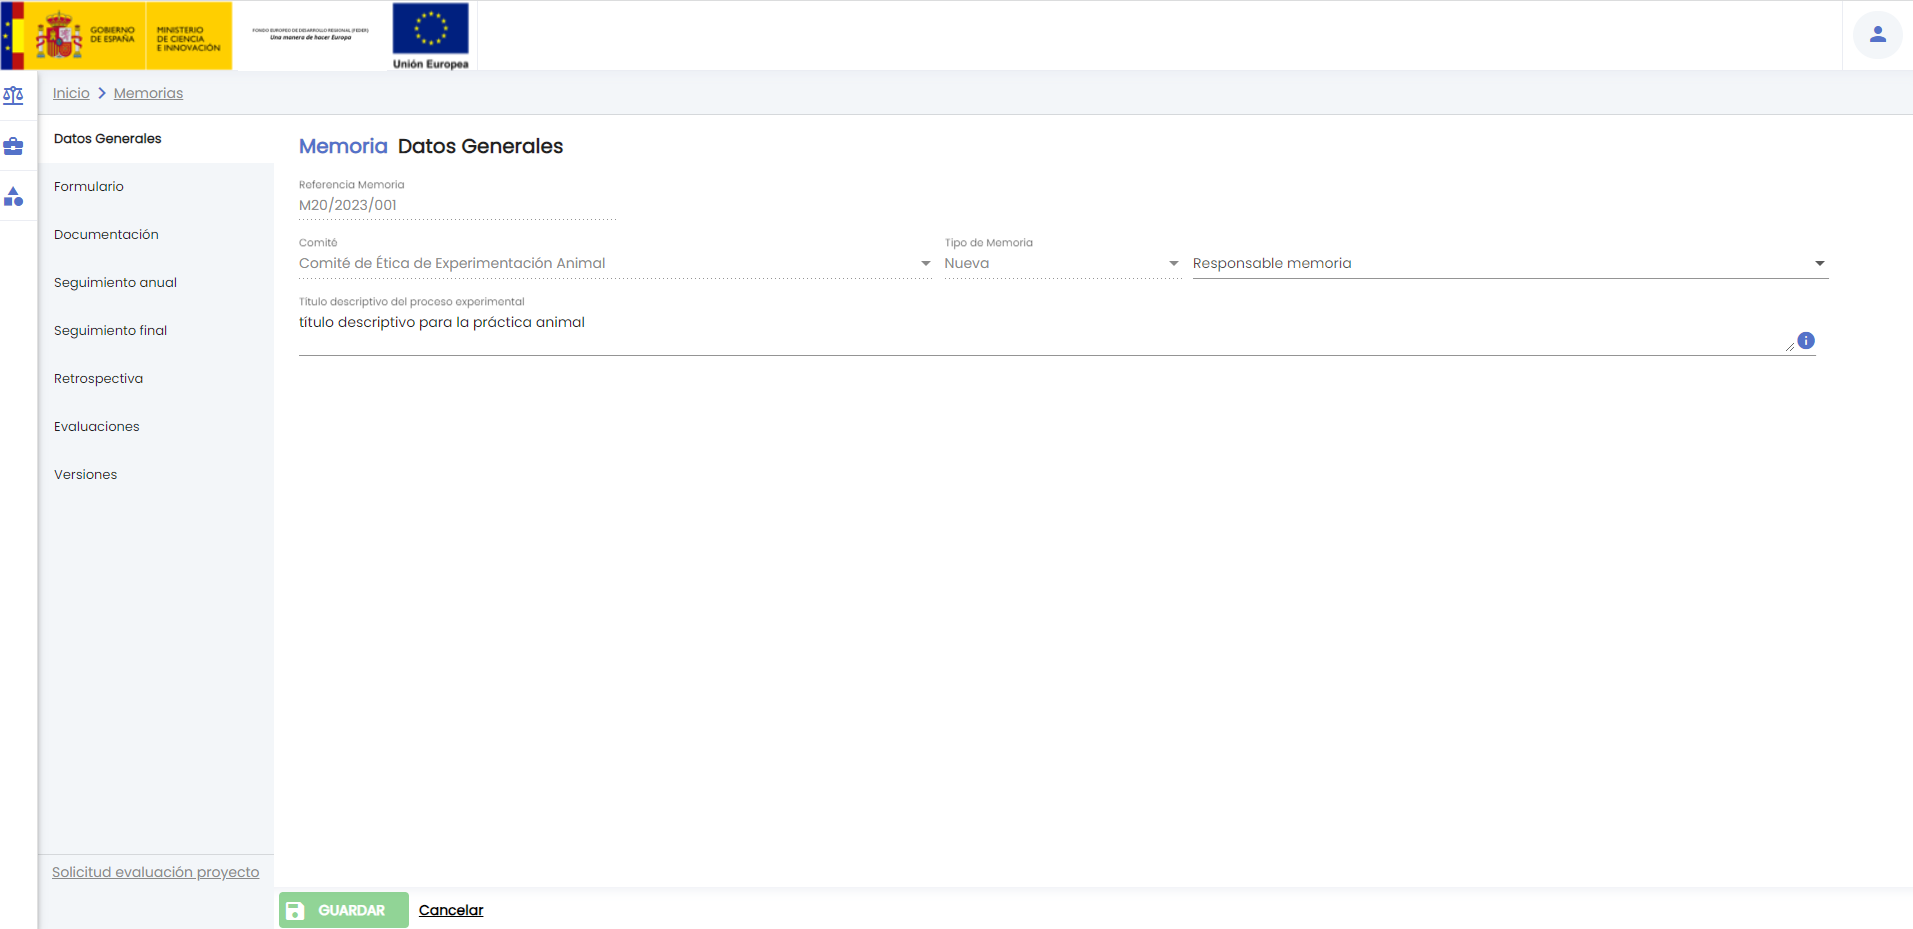 GOBIERNO
DE ESPAÑA
MINISTERIO
DE CIENCIA
E INNOVACIÓN
FONDO EUROPEO DE DESARROLLO REGIONAL (FEDER)
Una manera de hacer Europa
Unión Europea
Inicio Memorias
Datos Generales
Formulario
Documentación
Seguimiento anual
Seguimiento final
Retrospectiva
Evaluaciones
Versiones
Solicitud evaluación proyecto
Memoria Datos Generales
Referencia Memoria
M20/2023/001
Comité
Comité de Ética de Experimentación Animal
Tipo de Memoria
Nueva
Responsable memoria
Título descriptivo del proceso experimental
título descriptivo para la práctica animal
GUARDAR Cancelar